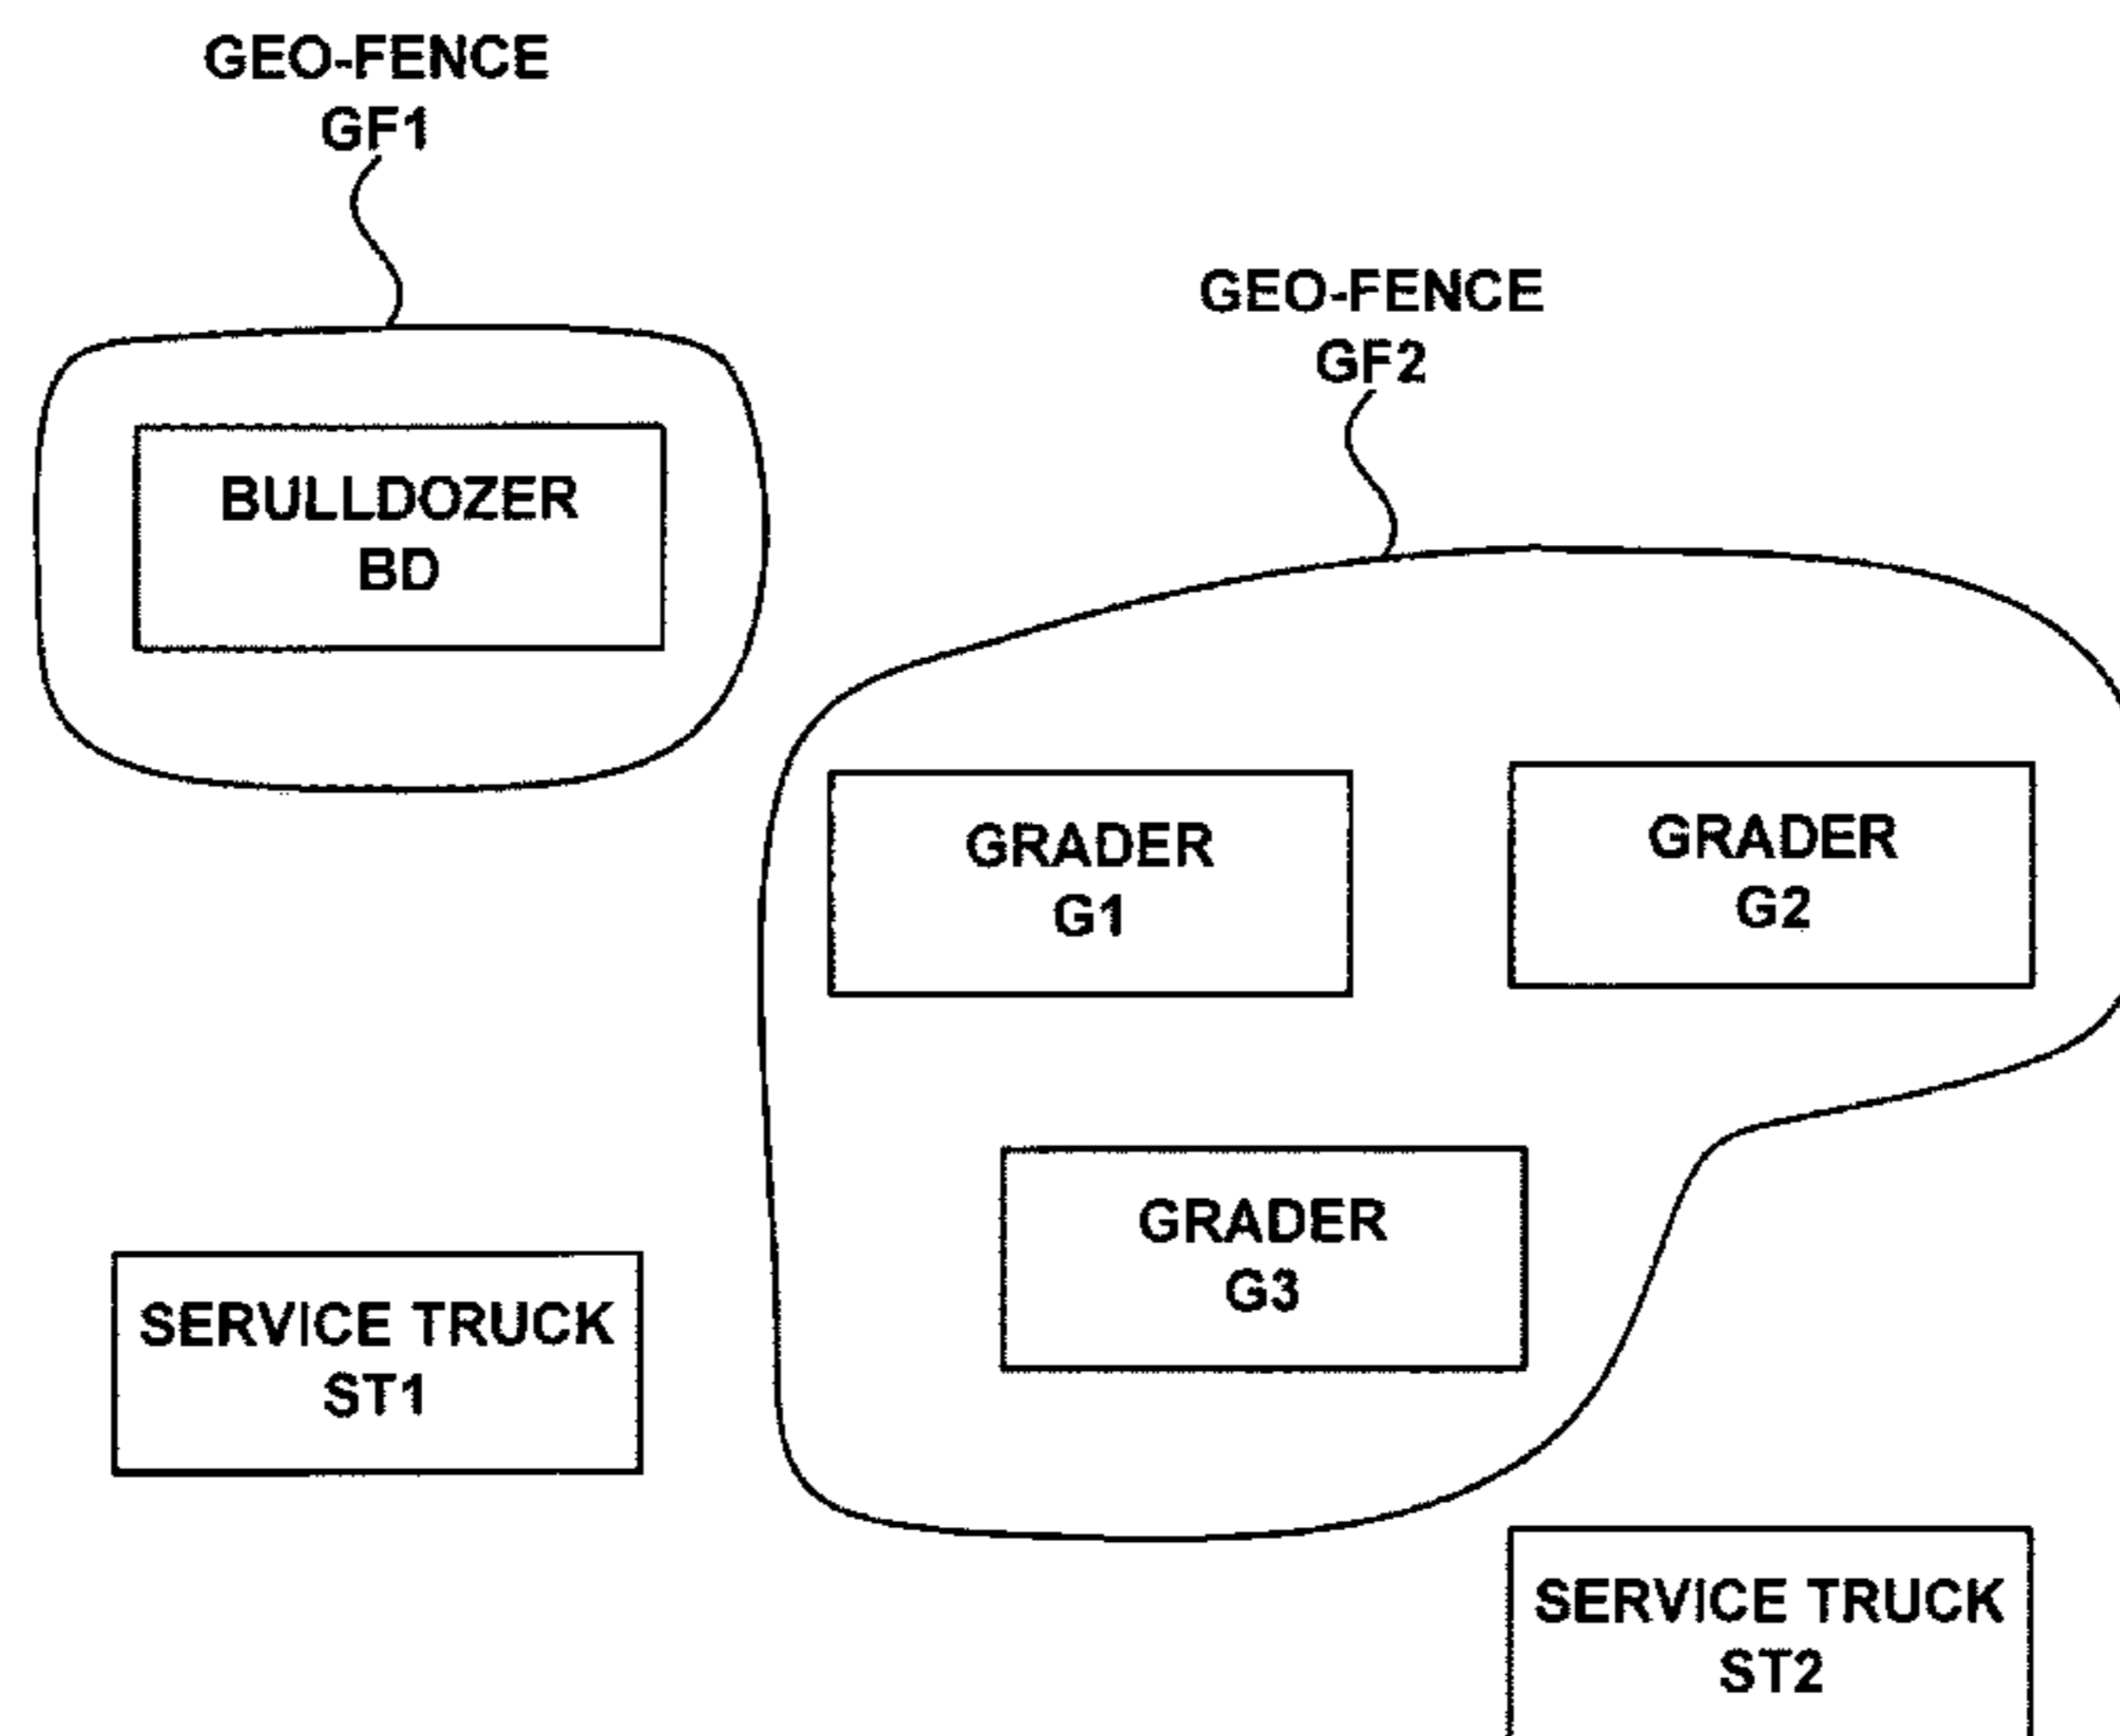 GEO-FENCE
GF1
GEO-FENCE
GF2
BULLDOZER
BD
GRADER
G1
GRADER
G2
GRADER
G3
SERVICE TRUCK
ST1
SERVICE TRUCK
ST2